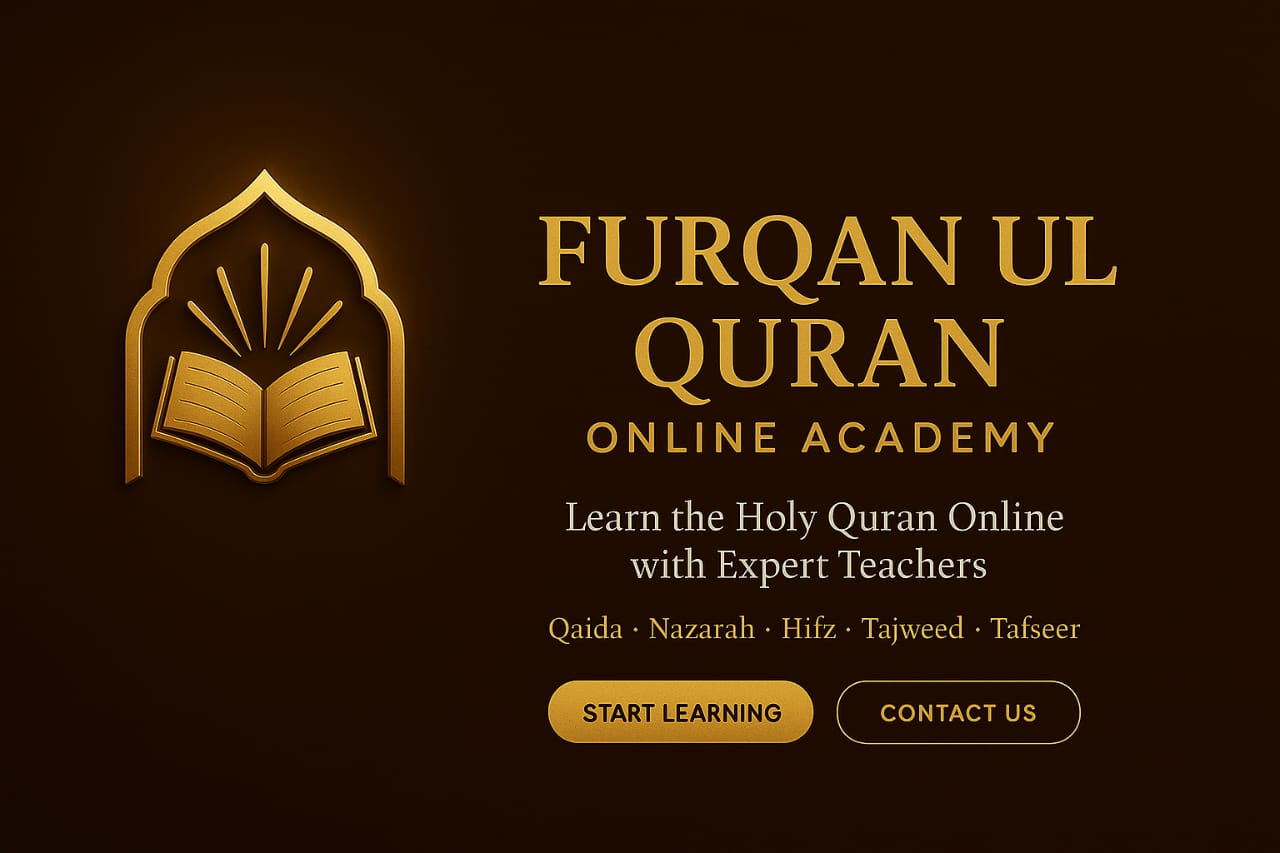 FURQAN UL
QURAN
ONLINE ACADEMY
Learn the Holy Quran Online
with Expert Teachers
Qaida · Nazarah · Hifz · Tajweed · Tafseer
START LEARNING
CONTACT US